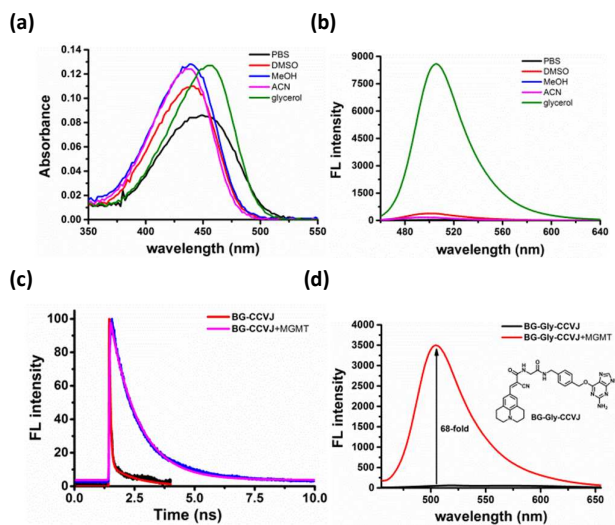 (a)
0.14
0.12
0.10
0.08
0.06
0.04
0.02
0.00
Absorbance
PBS
DMSO
MeOH
ACN
glycerol
350 400 450 500 550
wavelength (nm)
(b)
9000
7500
6000
4500
3000
1500
0
FL intensity
PBS
DMSO
MeOH
ACN
glycerol
480 520 560 600 640
wavelength (nm)
(c)
100
80
60
40
20
0
FL intensity
BG-CCVJ
BG-CCVJ+MGMT
0.0 2.5 5.0 7.5 10.0
Time (ns)
(d)
4000
3500
3000
2500
2000
1500
1000
500
0
FL intensity
BG-Gly-CCVJ
BG-Gly-CCVJ+MGMT
68-fold
BG-Gly-CCVJ
500 550 600 650
wavelength (nm)